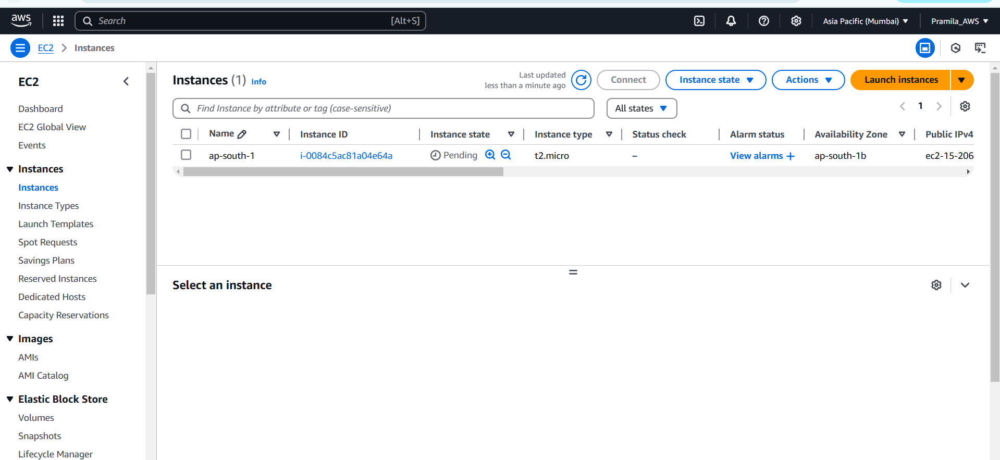 aws
Search [Alt+S]
Asia Pacific (Mumbai)
Pramila_AWS
EC2 > Instances
EC2
Dashboard
EC2 Global View
Events
Instances
Instances
Instance Types
Launch Templates
Spot Requests
Savings Plans
Reserved Instances
Dedicated Hosts
Capacity Reservations
Images
AMIs
AMI Catalog
Elastic Block Store
Volumes
Snapshots
Lifecycle Manager
Instances (1) Info
Last updated
less than a minute ago
Connect
Instance state
Actions
Launch instances
Find Instance by attribute or tag (case-sensitive)
All states
1
Name Instance ID Instance state Instance type Status check Alarm status Availability Zone Public IPv4
ap-south-1 i-0084c5ac81a04e64a Pending t2.micro – View alarms + ap-south-1b ec2-15-206
Select an instance